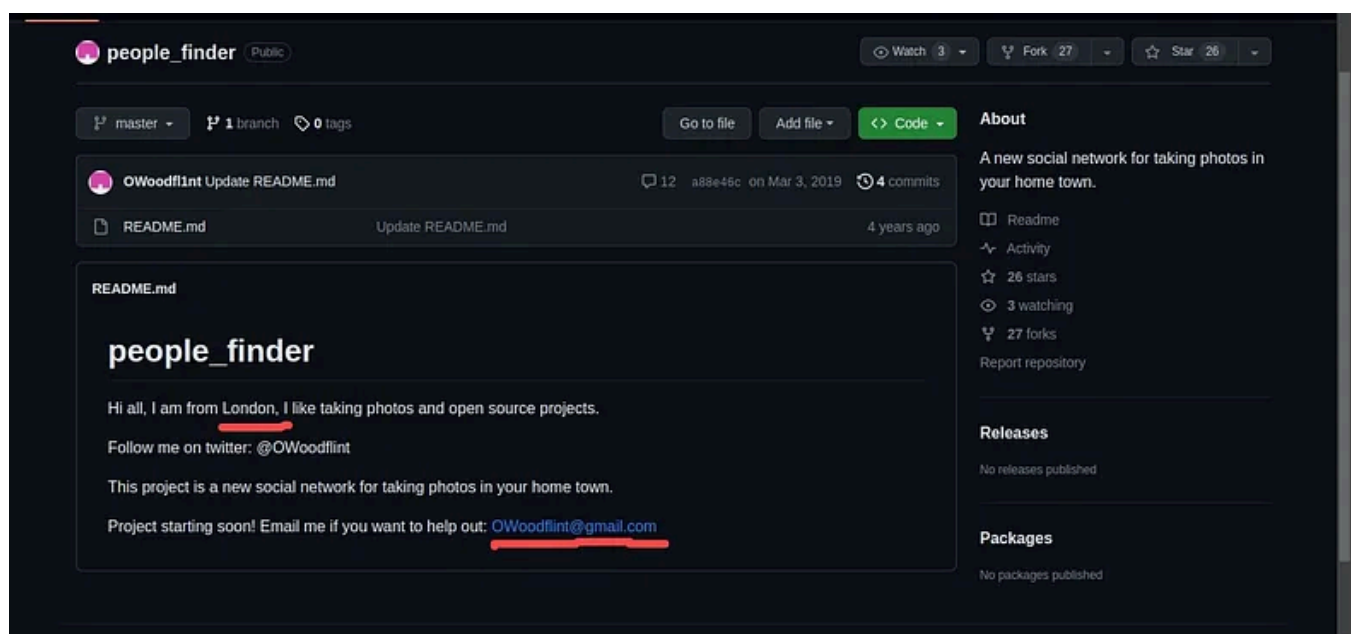 people_finder Public Watch 3 Fork 27 Star 26
master 1 branch 0 tags Go to file Add file <> Code
OWoodfl1nt Update README.md 12 a88e46c on Mar 3, 2019 4 commits
README.md Update README.md 4 years ago
README.md
people_finder
Hi all, I am from London, I like taking photos and open source projects.
Follow me on twitter: @OWoodflint
This project is a new social network for taking photos in your home town.
Project starting soon! Email me if you want to help out: OWoodflint@gmail.com
About
A new social network for taking photos in
your home town.
Readme
Activity
26 stars
3 watching
27 forks
Report repository
Releases
No releases published
Packages
No packages published